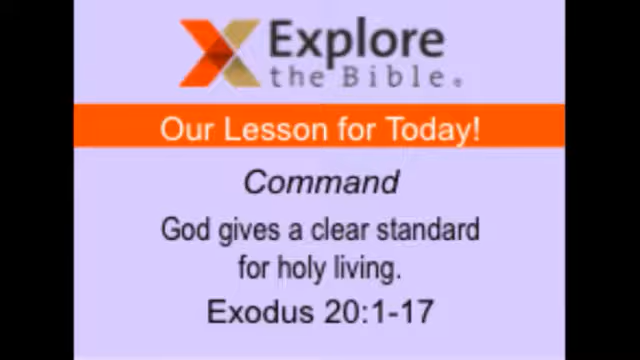 Explore
the Bible®
Our Lesson for Today!
Command
God gives a clear standard
for holy living.
Exodus 20:1-17